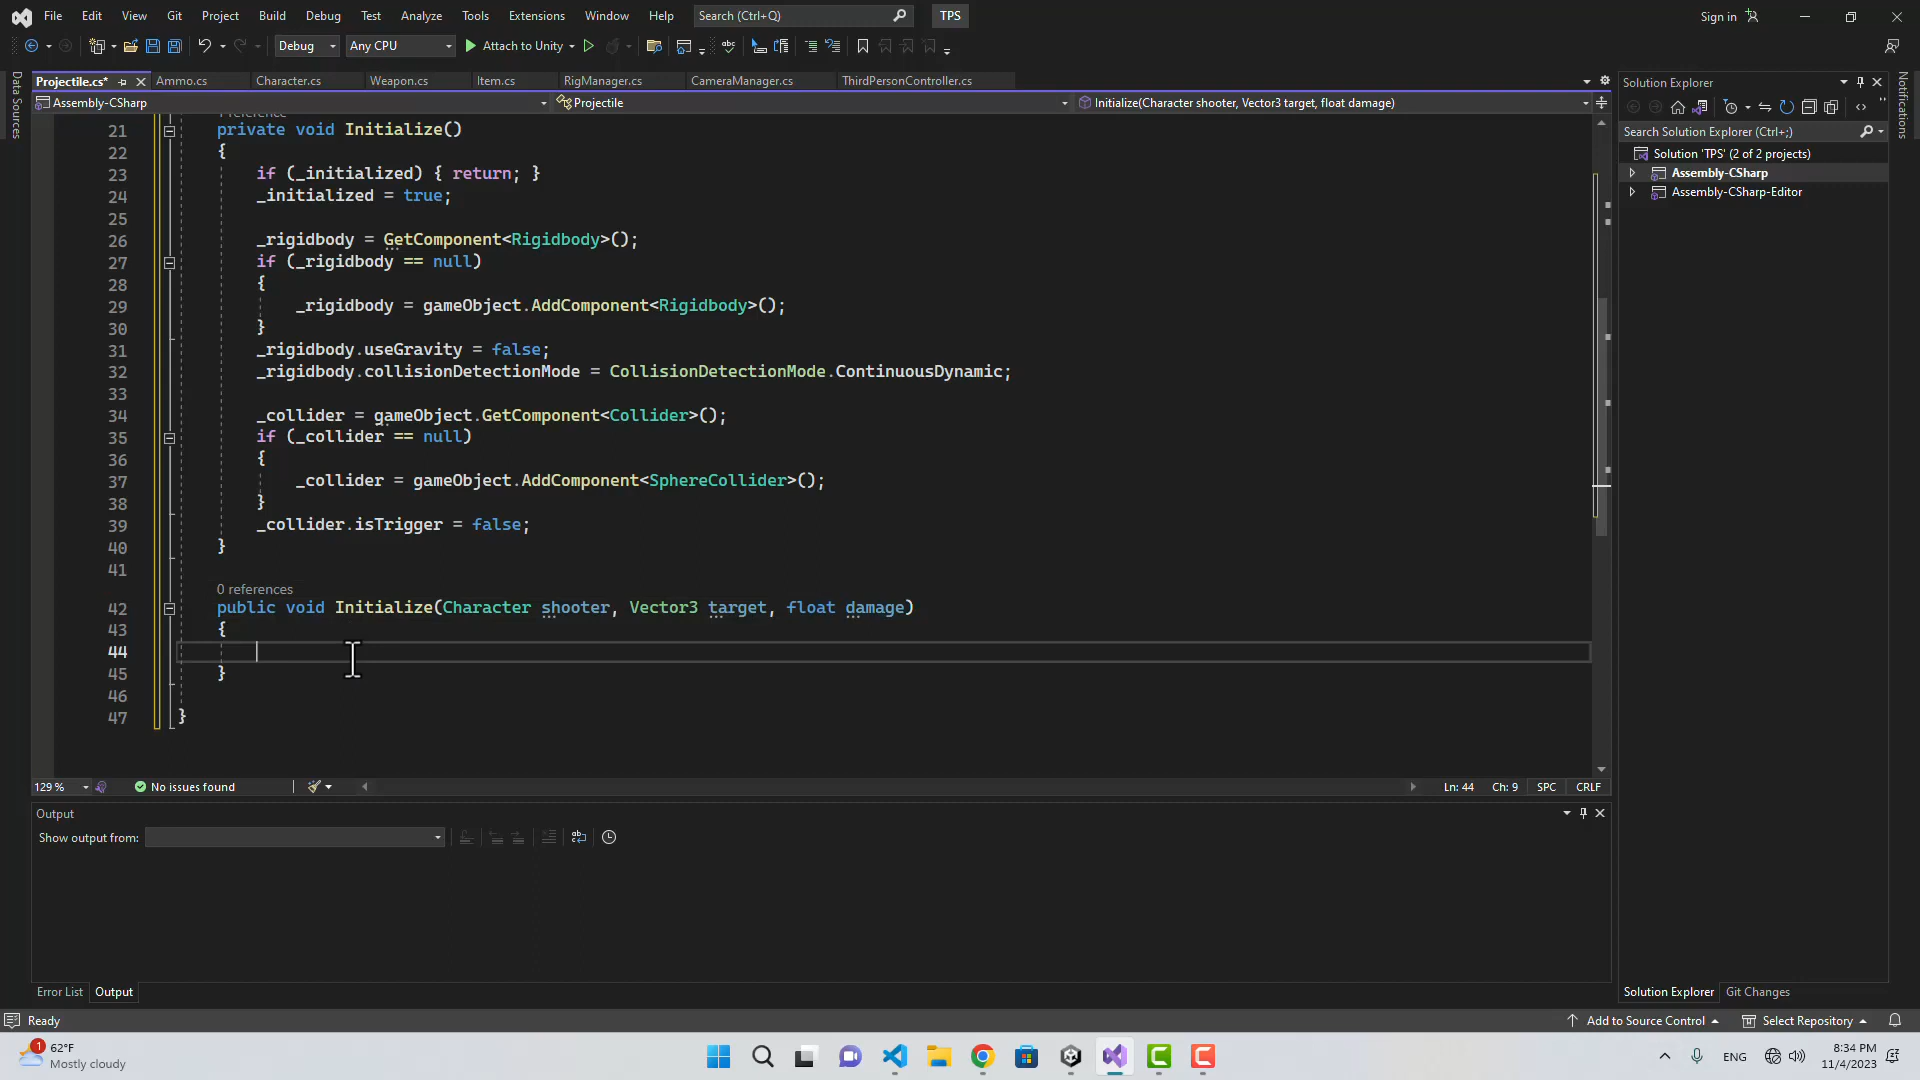 File Edit View Git Project Build Debug Test Analyze Tools Extensions Window Help Search (Ctrl+Q) TPS Sign in
Debug Any CPU Attach to Unity
Projectile.cs* Ammo.cs Character.cs Weapon.cs Item.cs RigManager.cs CameraManager.cs ThirdPersonController.cs
Assembly-CSharp Projectile Initialize(Character shooter, Vector3 target, float damage)
21 private void Initialize()
22 {
23 if (_initialized) { return; }
24 _initialized = true;
25
26 _rigidbody = GetComponent<Rigidbody>();
27 if (_rigidbody == null)
28 {
29 _rigidbody = gameObject.AddComponent<Rigidbody>();
30 }
31 _rigidbody.useGravity = false;
32 _rigidbody.collisionDetectionMode = CollisionDetectionMode.ContinuousDynamic;
33
34 _collider = gameObject.GetComponent<Collider>();
35 if (_collider == null)
36 {
37 _collider = gameObject.AddComponent<SphereCollider>();
38 }
39 _collider.isTrigger = false;
40 }
41
0 references
42 public void Initialize(Character shooter, Vector3 target, float damage)
43 {
44
45 }
46
47 }
129 % No issues found Ln: 44 Ch: 9 SPC CRLF
Output
Show output from:
Error List Output
Data Sources
Solution Explorer
Search Solution Explorer (Ctrl+;)
Solution 'TPS' (2 of 2 projects)
Assembly-CSharp
Assembly-CSharp-Editor
Solution Explorer Git Changes
Notifications
Ready Add to Source Control Select Repository
1 62°F
Mostly cloudy
ENG
8:34 PM
11/4/2023